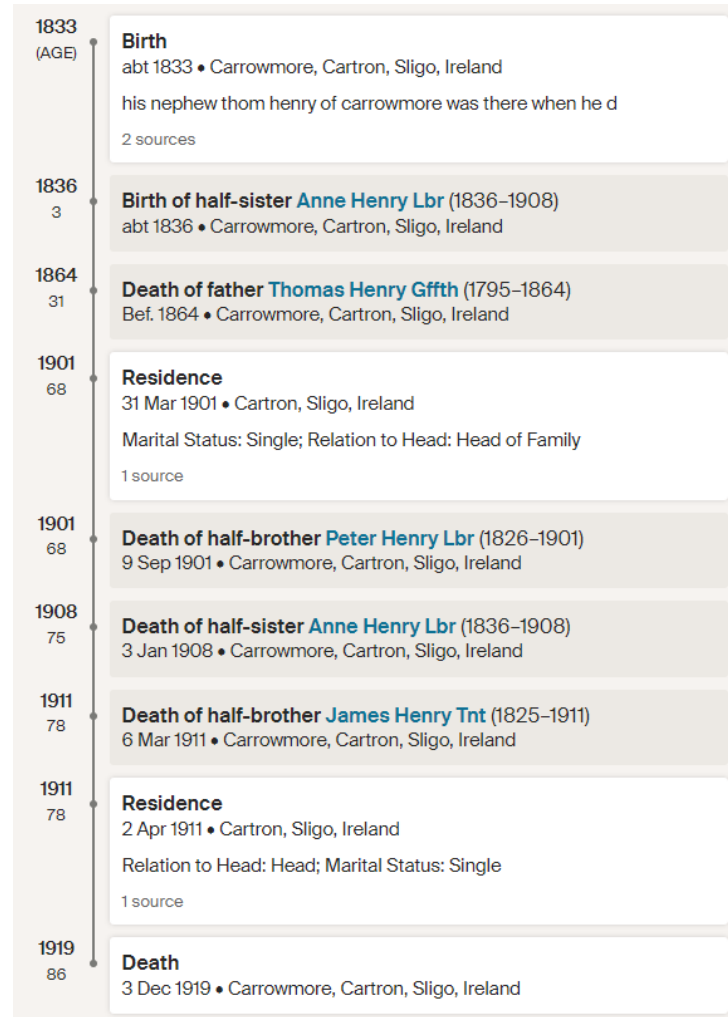 1833
(AGE)
Birth
abt 1833 • Carrowmore, Cartron, Sligo, Ireland
his nephew thom henry of carrowmore was there when he d
2 sources
1836
3
Birth of half-sister Anne Henry Lbr (1836–1908)
abt 1836 • Carrowmore, Cartron, Sligo, Ireland
1864
31
Death of father Thomas Henry Gffth (1795–1864)
Bef. 1864 • Carrowmore, Cartron, Sligo, Ireland
1901
68
Residence
31 Mar 1901 • Cartron, Sligo, Ireland
Marital Status: Single; Relation to Head: Head of Family
1 source
1901
68
Death of half-brother Peter Henry Lbr (1826–1901)
9 Sep 1901 • Carrowmore, Cartron, Sligo, Ireland
1908
75
Death of half-sister Anne Henry Lbr (1836–1908)
3 Jan 1908 • Carrowmore, Cartron, Sligo, Ireland
1911
78
Death of half-brother James Henry Tnt (1825–1911)
6 Mar 1911 • Carrowmore, Cartron, Sligo, Ireland
1911
78
Residence
2 Apr 1911 • Cartron, Sligo, Ireland
Relation to Head: Head; Marital Status: Single
1 source
1919
86
Death
3 Dec 1919 • Carrowmore, Cartron, Sligo, Ireland